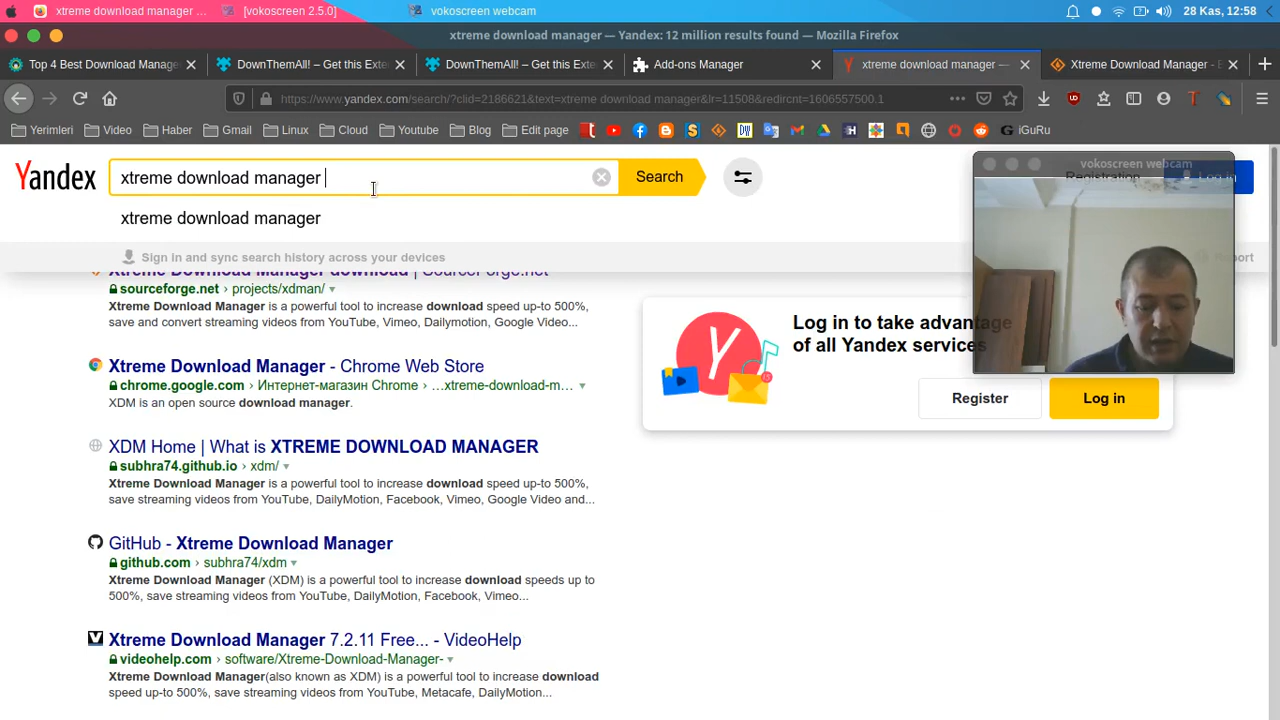 xtreme download manager ...
[vokoscreen 2.5.0]
vokoscreen webcam
28 Kas, 12:58
xtreme download manager — Yandex: 12 million results found — Mozilla Firefox
Top 4 Best Download Manage
DownThemAll! – Get this Exte
DownThemAll! – Get this Exte
Add-ons Manager
xtreme download manager —
Xtreme Download Manager -
https://www.yandex.com/search/?clid=2186621&text=xtreme download manager&lr=11508&redircnt=1606557500.1
Yerimleri
Video
Haber
Gmail
Linux
Cloud
Youtube
Blog
Edit page
iGuRu
Yandex
xtreme download manager
Search
vokoscreen webcam
Registration
Log in
xtreme download manager
Sign in and sync search history across your devices
Report
Xtreme Download Manager download | SourceForge.net
sourceforge.net › projects/xdman/
Xtreme Download Manager is a powerful tool to increase download speed up-to 500%,
save and convert streaming videos from YouTube, Vimeo, Dailymotion, Google Video...
Log in to take advantage
of all Yandex services
Register
Log in
Xtreme Download Manager - Chrome Web Store
chrome.google.com › Интернет-магазин Chrome › …xtreme-download-m…
XDM is an open source download manager.
XDM Home | What is XTREME DOWNLOAD MANAGER
subhra74.github.io › xdm/
Xtreme Download Manager is a powerful tool to increase download speed up-to 500%,
save streaming videos from YouTube, DailyMotion, Facebook, Vimeo, Google Video and...
GitHub - Xtreme Download Manager
github.com › subhra74/xdm
Xtreme Download Manager (XDM) is a powerful tool to increase download speeds up to
500%, save streaming videos from YouTube, DailyMotion, Facebook, Vimeo...
Xtreme Download Manager 7.2.11 Free... - VideoHelp
videohelp.com › software/Xtreme-Download-Manager-
Xtreme Download Manager(also known as XDM) is a powerful tool to increase download
speed up-to 500%, save streaming videos from YouTube, Metacafe, DailyMotion...